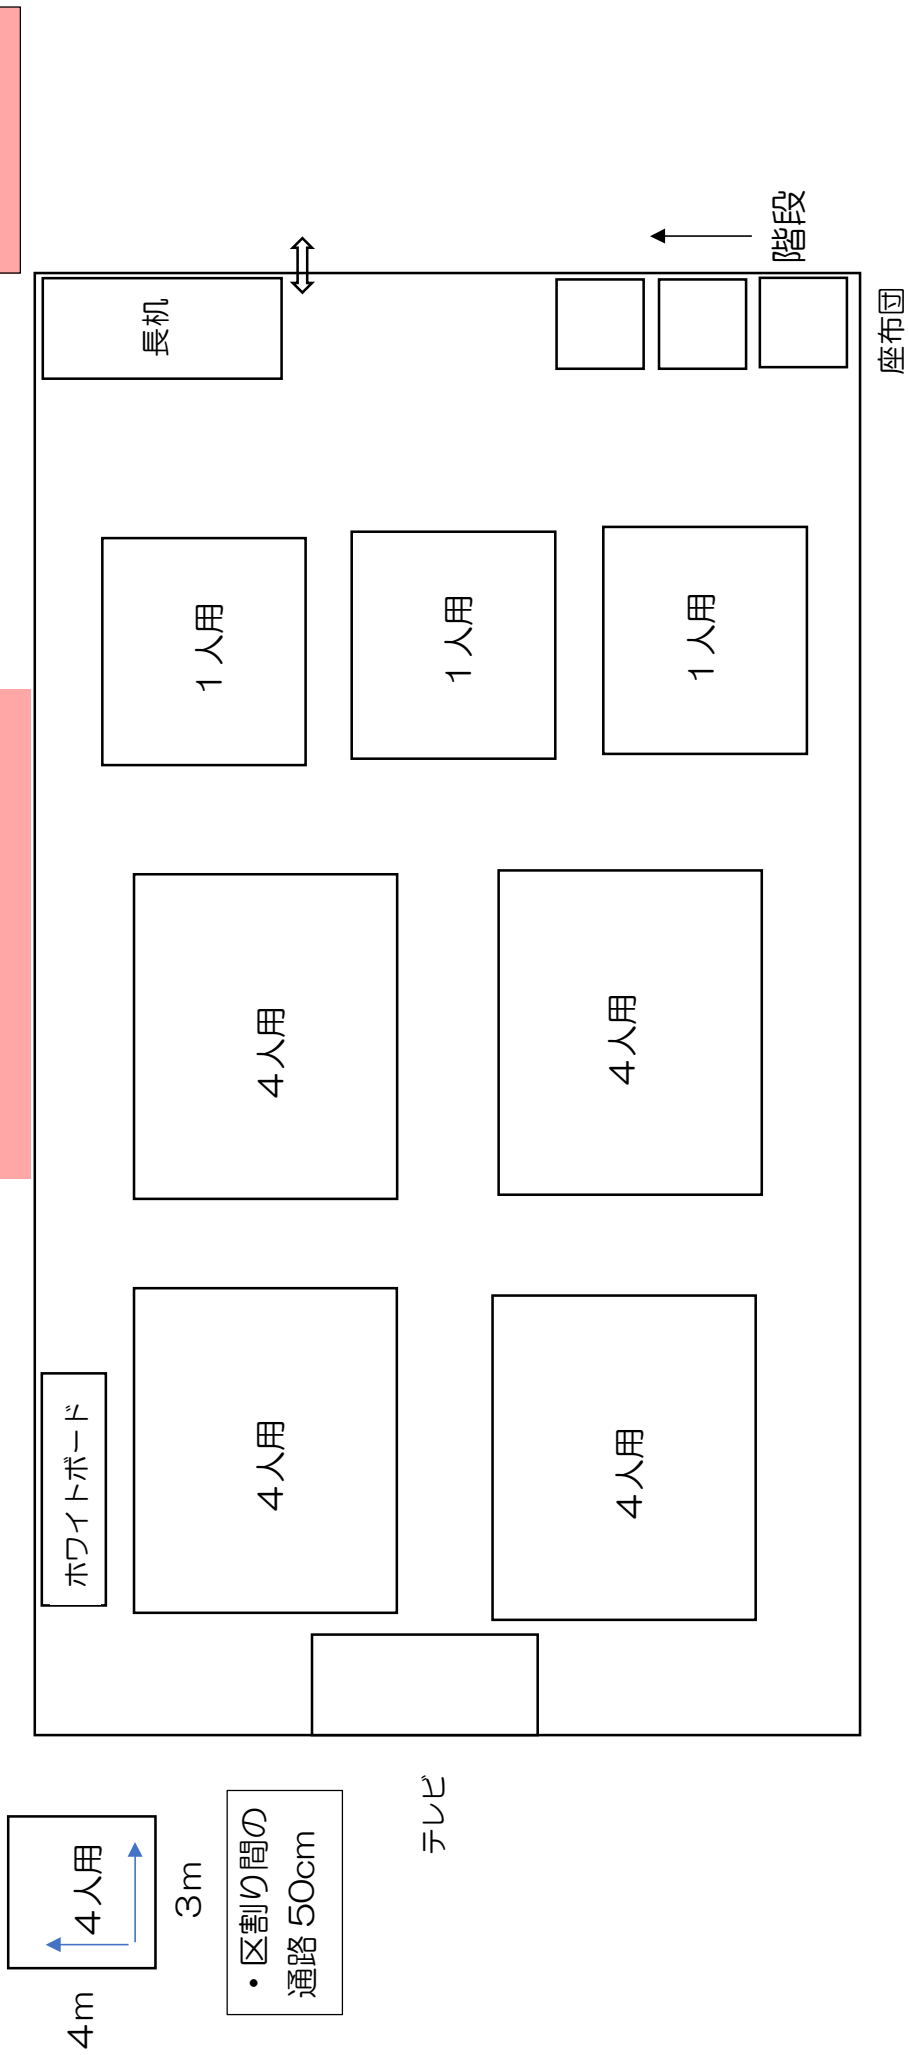 ４ｍ
４人用
３ｍ
・区割り間の
通路 50cm
ホワイトボード
長机
４人用
４人用
１人用
テレビ
１人用
４人用
４人用
１人用
階段
座布団